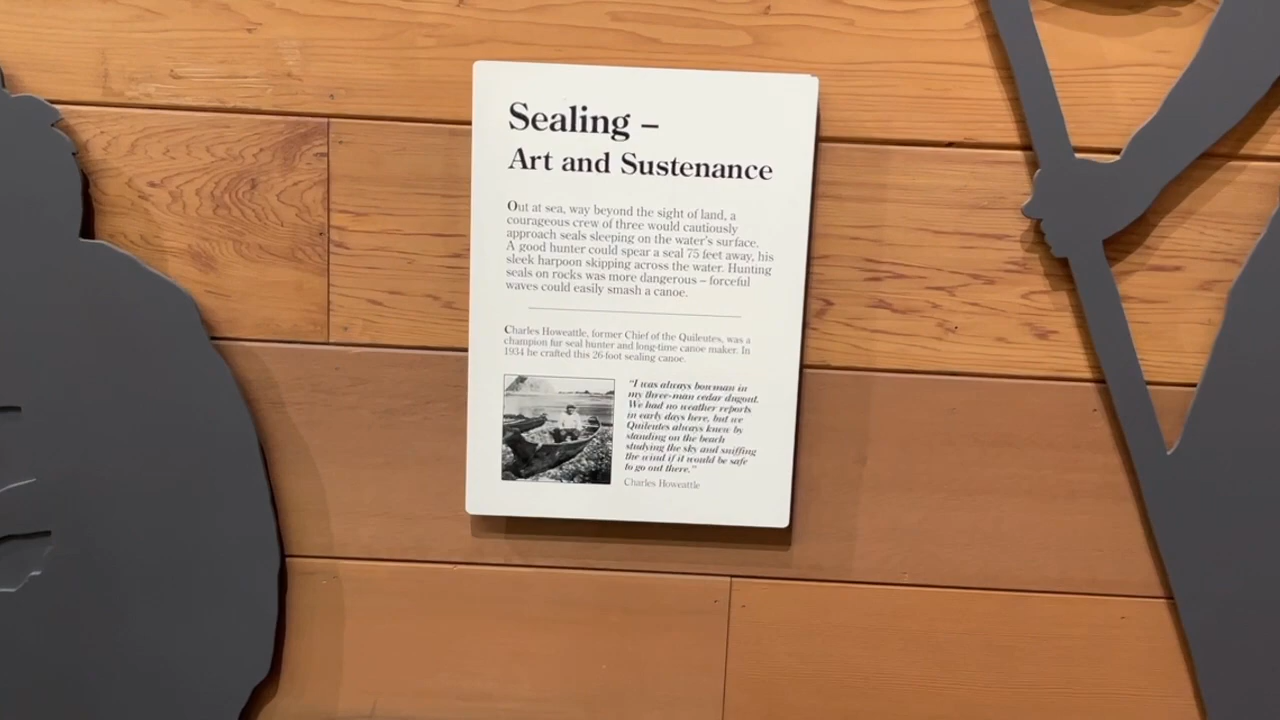 Sealing –
Art and Sustenance
Out at sea, way beyond the sight of land, a
courageous crew of three would cautiously
approach seals sleeping on the water's surface.
A good hunter could spear a seal 75 feet away, his
sleek harpoon skipping across the water. Hunting
seals on rocks was more dangerous – forceful
waves could easily smash a canoe.
Charles Howeattle, former Chief of the Quileutes, was a
champion fur seal hunter and long-time canoe maker. In
1934 he crafted this 26-foot sealing canoe.
"I was always bowman in
my three-man cedar dugout.
We had no weather reports
in early days here, but we
Quileutes always knew by
standing on the beach
studying the sky and sniffing
the wind if it would be safe
to go out there."
Charles Howeattle